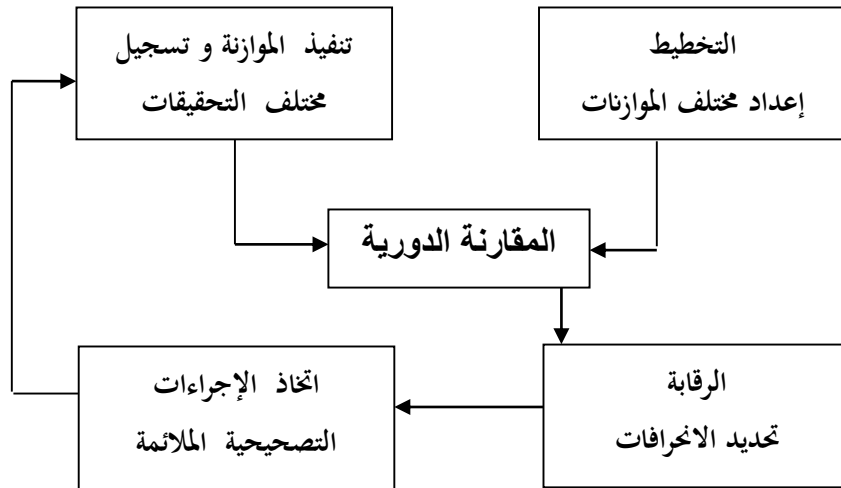 التخطيط
إعداد مختلف الموازنات
تنفيذ الموازنة و تسجيل
مختلف التحقيقات
المقارنة الدورية
الرقابة
تحديد الانحرافات
اتخاذ الإجراءات
التصحيحية الملائمة